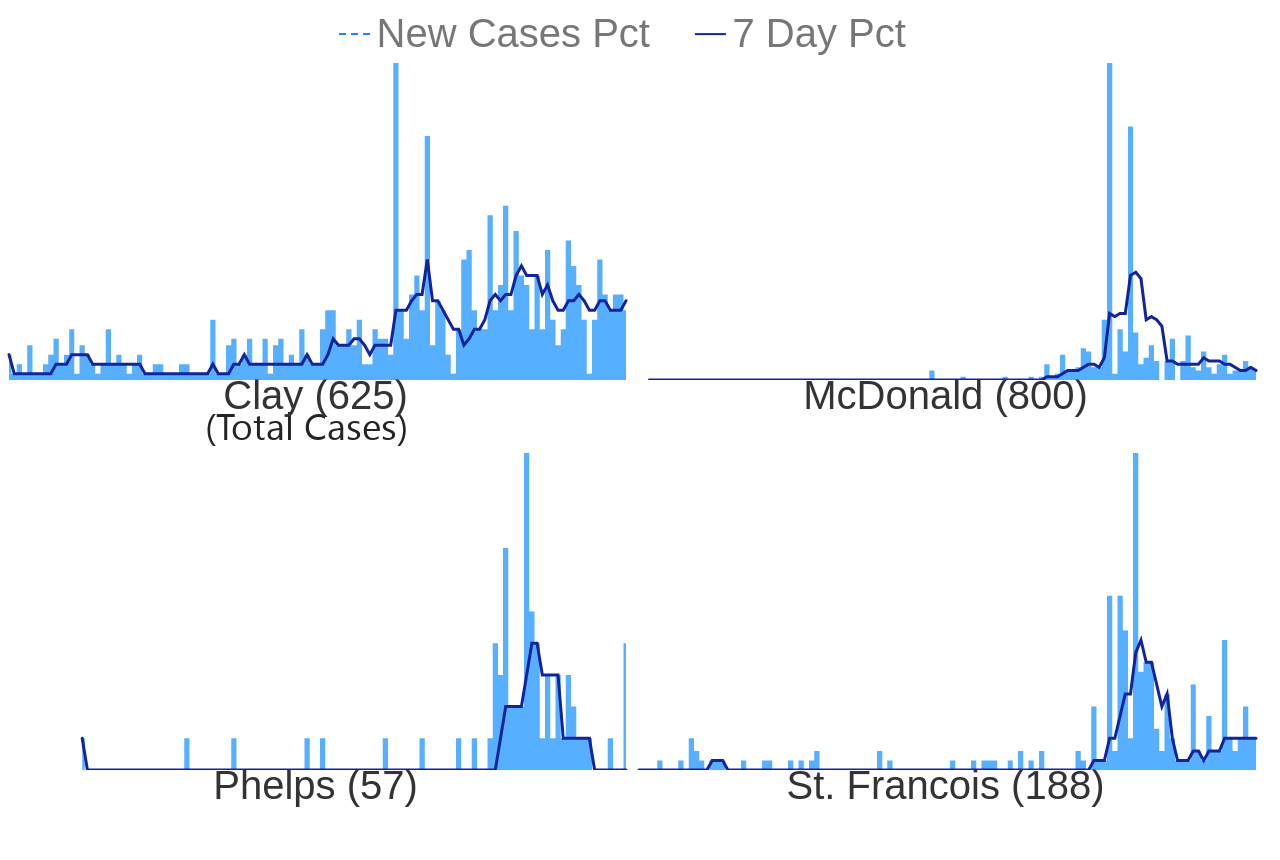 New Cases Pct 7 Day Pct
Clay (625)
(Total Cases)
McDonald (800)
Phelps (57)
St. Francois (188)